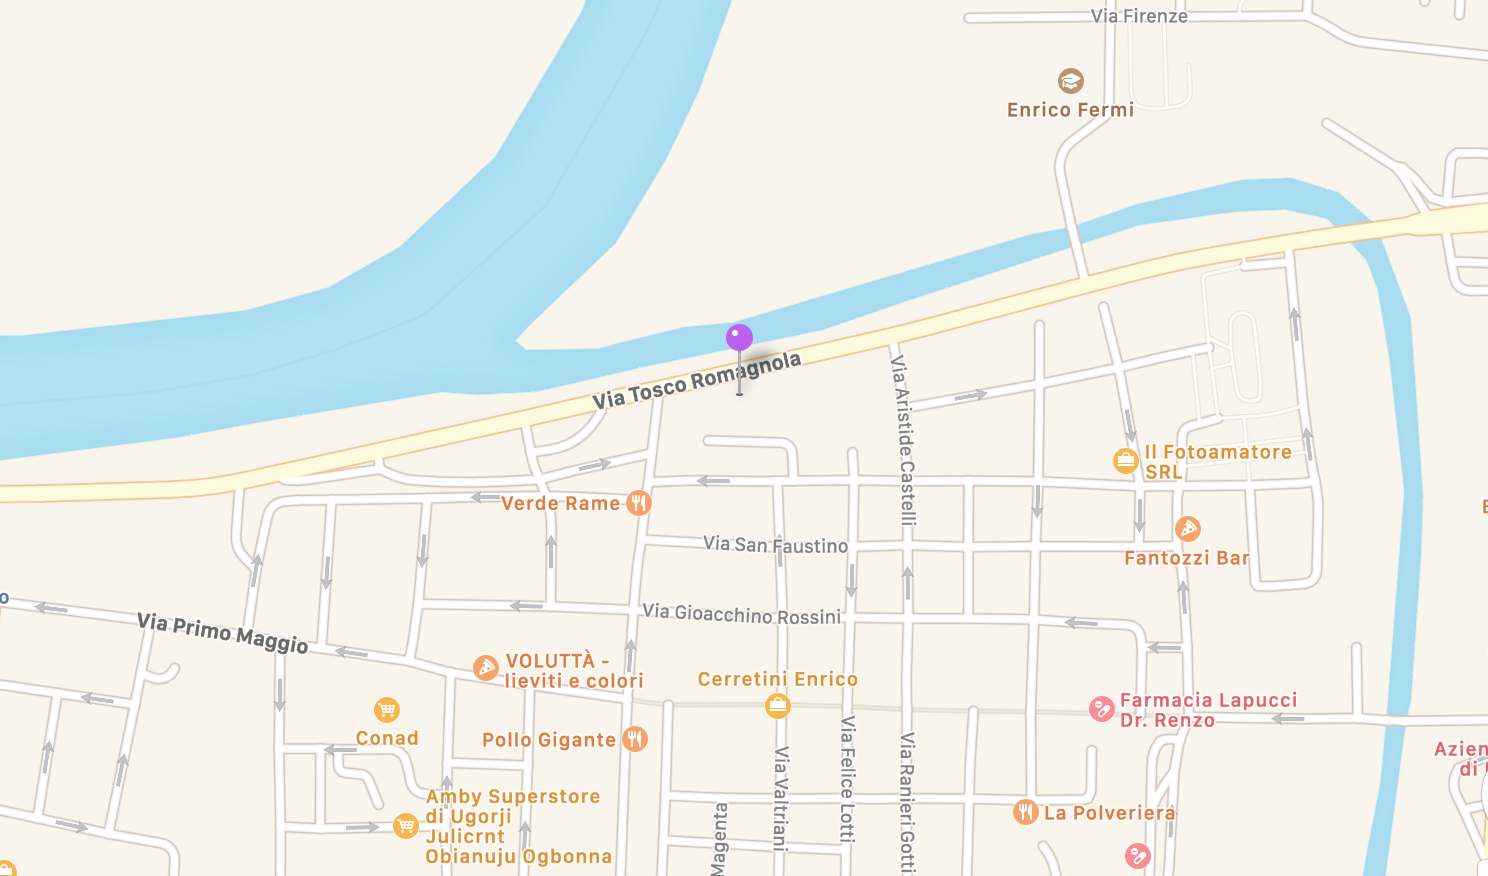 Via Firenze
Enrico Fermi
Via Tosco Romagnola
Via Aristide Castelli
Il Fotoamatore
SRL
Verde Rame
Via San Faustino
Fantozzi Bar
o
Via Gioacchino Rossini
Via Primo Maggio
VOLUTTÀ -
lieviti e colori
Cerretini Enrico
Farmacia Lapucci
Dr. Renzo
Conad
Pollo Gigante
Via Valtriani
Via Felice Lotti
Via Ranieri Gotti
Azien
di
Amby Superstore
di Ugorji
Julicrnt
Obianuju Ogbonna
Magenta
La Polveriera